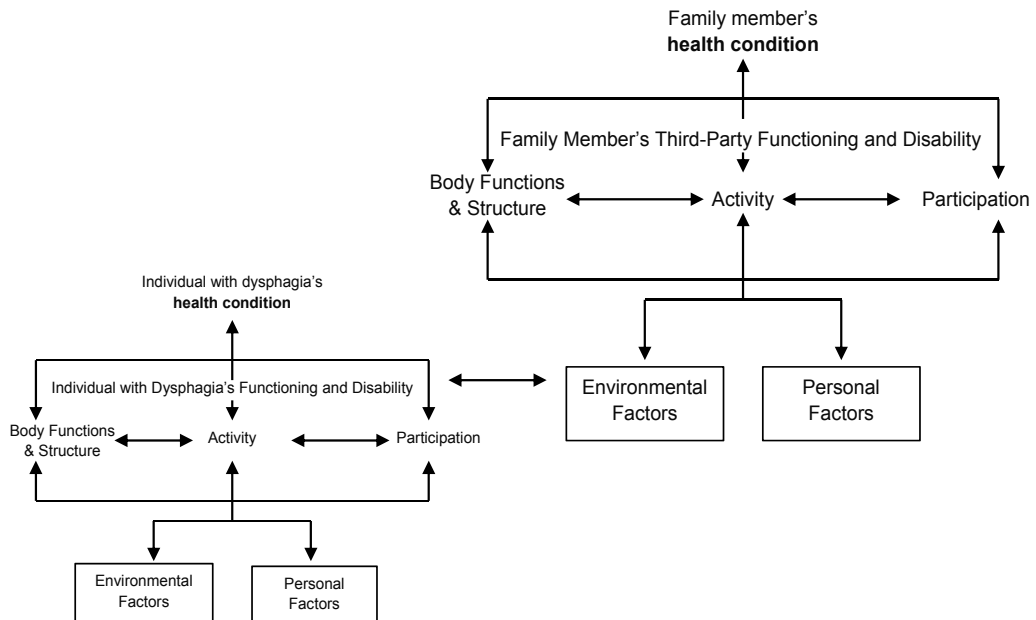 Family member's
health condition
Family Member's Third-Party Functioning and Disability
Body Functions
& Structure
Activity
Participation
Environmental
Factors
Personal
Factors
Individual with dysphagia's
health condition
Individual with Dysphagia's Functioning and Disability
Body Functions
& Structure
Activity
Participation
Environmental
Factors
Personal
Factors